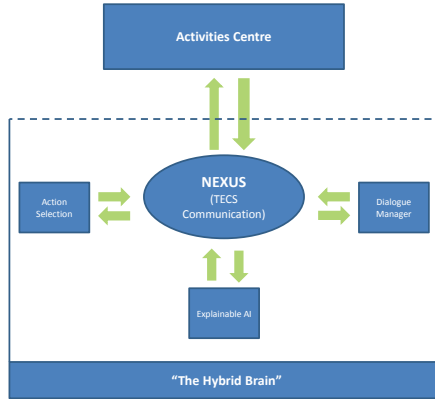 Activities Centre
NEXUS
(TECS
Communication)
Action
Selection
Dialogue
Manager
Explainable AI
“The Hybrid Brain”